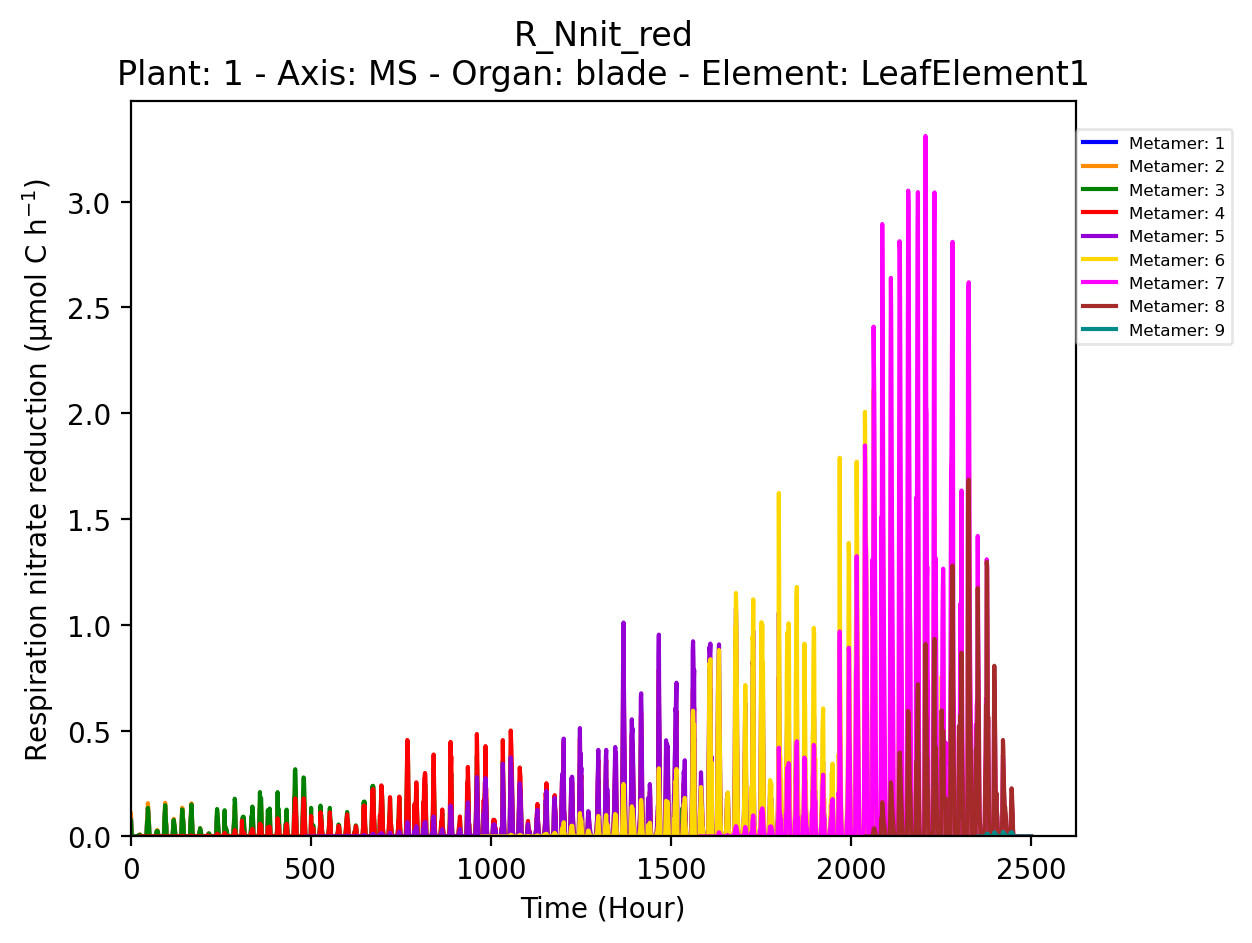 R_Nnit_red
Plant: 1 - Axis: MS - Organ: blade - Element: LeafElement1
Respiration nitrate reduction (µmol C h⁻¹)
3.0
2.5
2.0
1.5
1.0
0.5
0.0
0
500
1000
1500
2000
2500
Time (Hour)
Metamer: 1
Metamer: 2
Metamer: 3
Metamer: 4
Metamer: 5
Metamer: 6
Metamer: 7
Metamer: 8
Metamer: 9